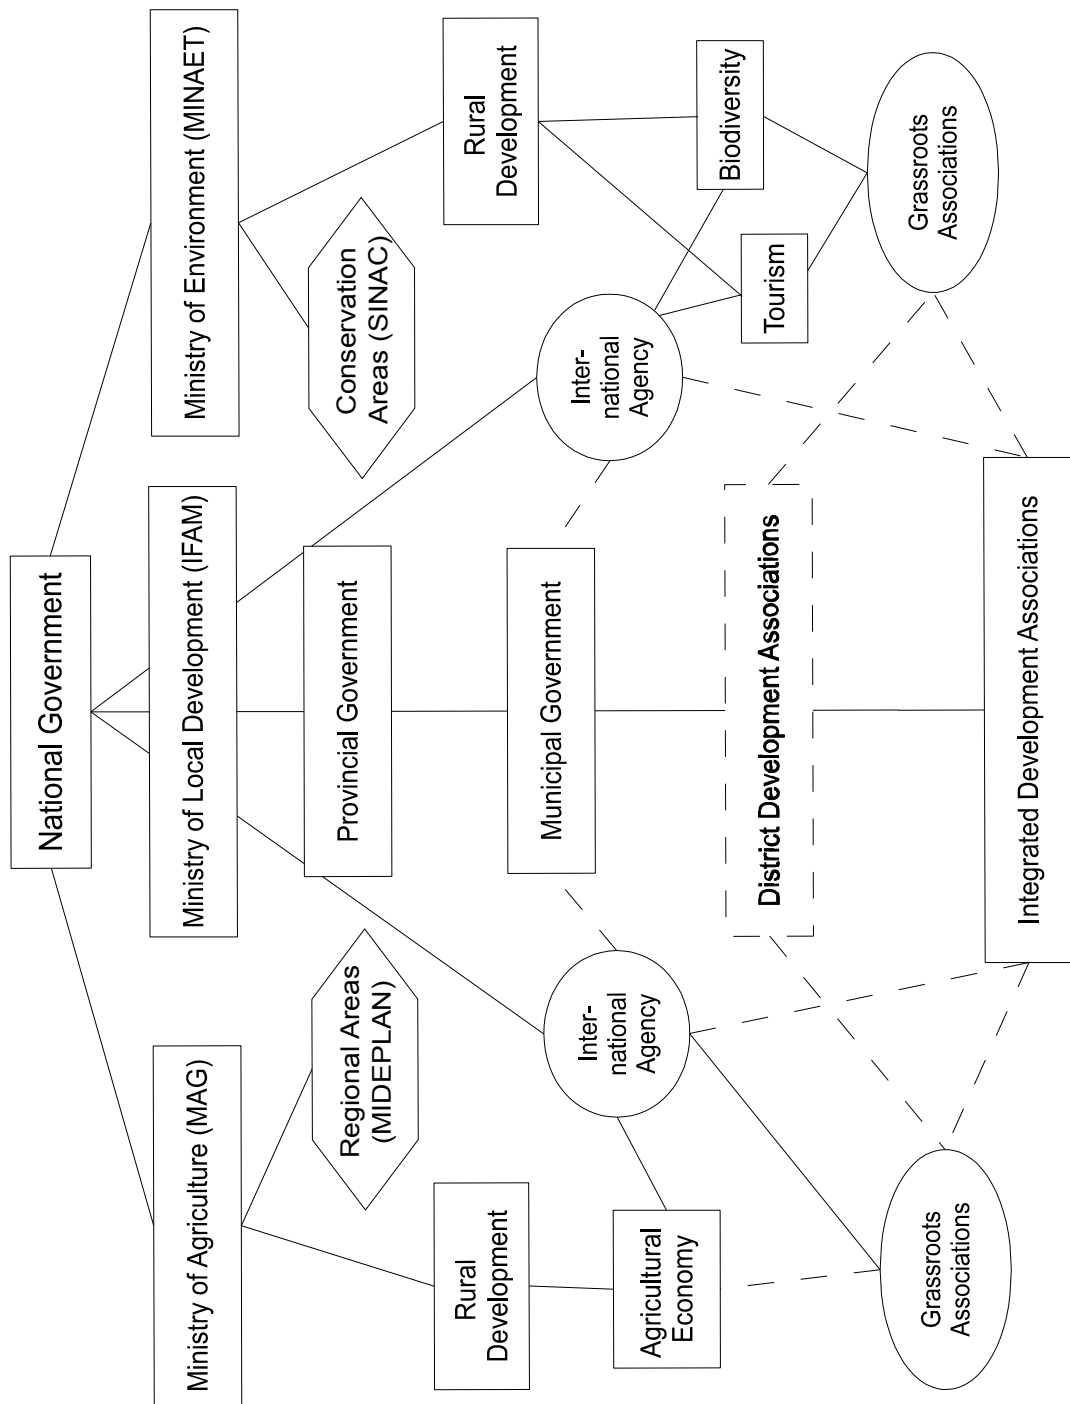 National Government
Ministry of Agriculture (MAG)
Ministry of Local Development (IFAM)
Ministry of Environment (MINAET)
Regional Areas
(MIDEPLAN)
Provincial Government
Conservation
Areas (SINAC)
Rural
Development
Rural
Development
Inter-
national
Agency
Municipal Government
Inter-
national
Agency
Agricultural
Economy
Tourism
Biodiversity
District Development Associations
Grassroots
Associations
Grassroots
Associations
Integrated Development Associations